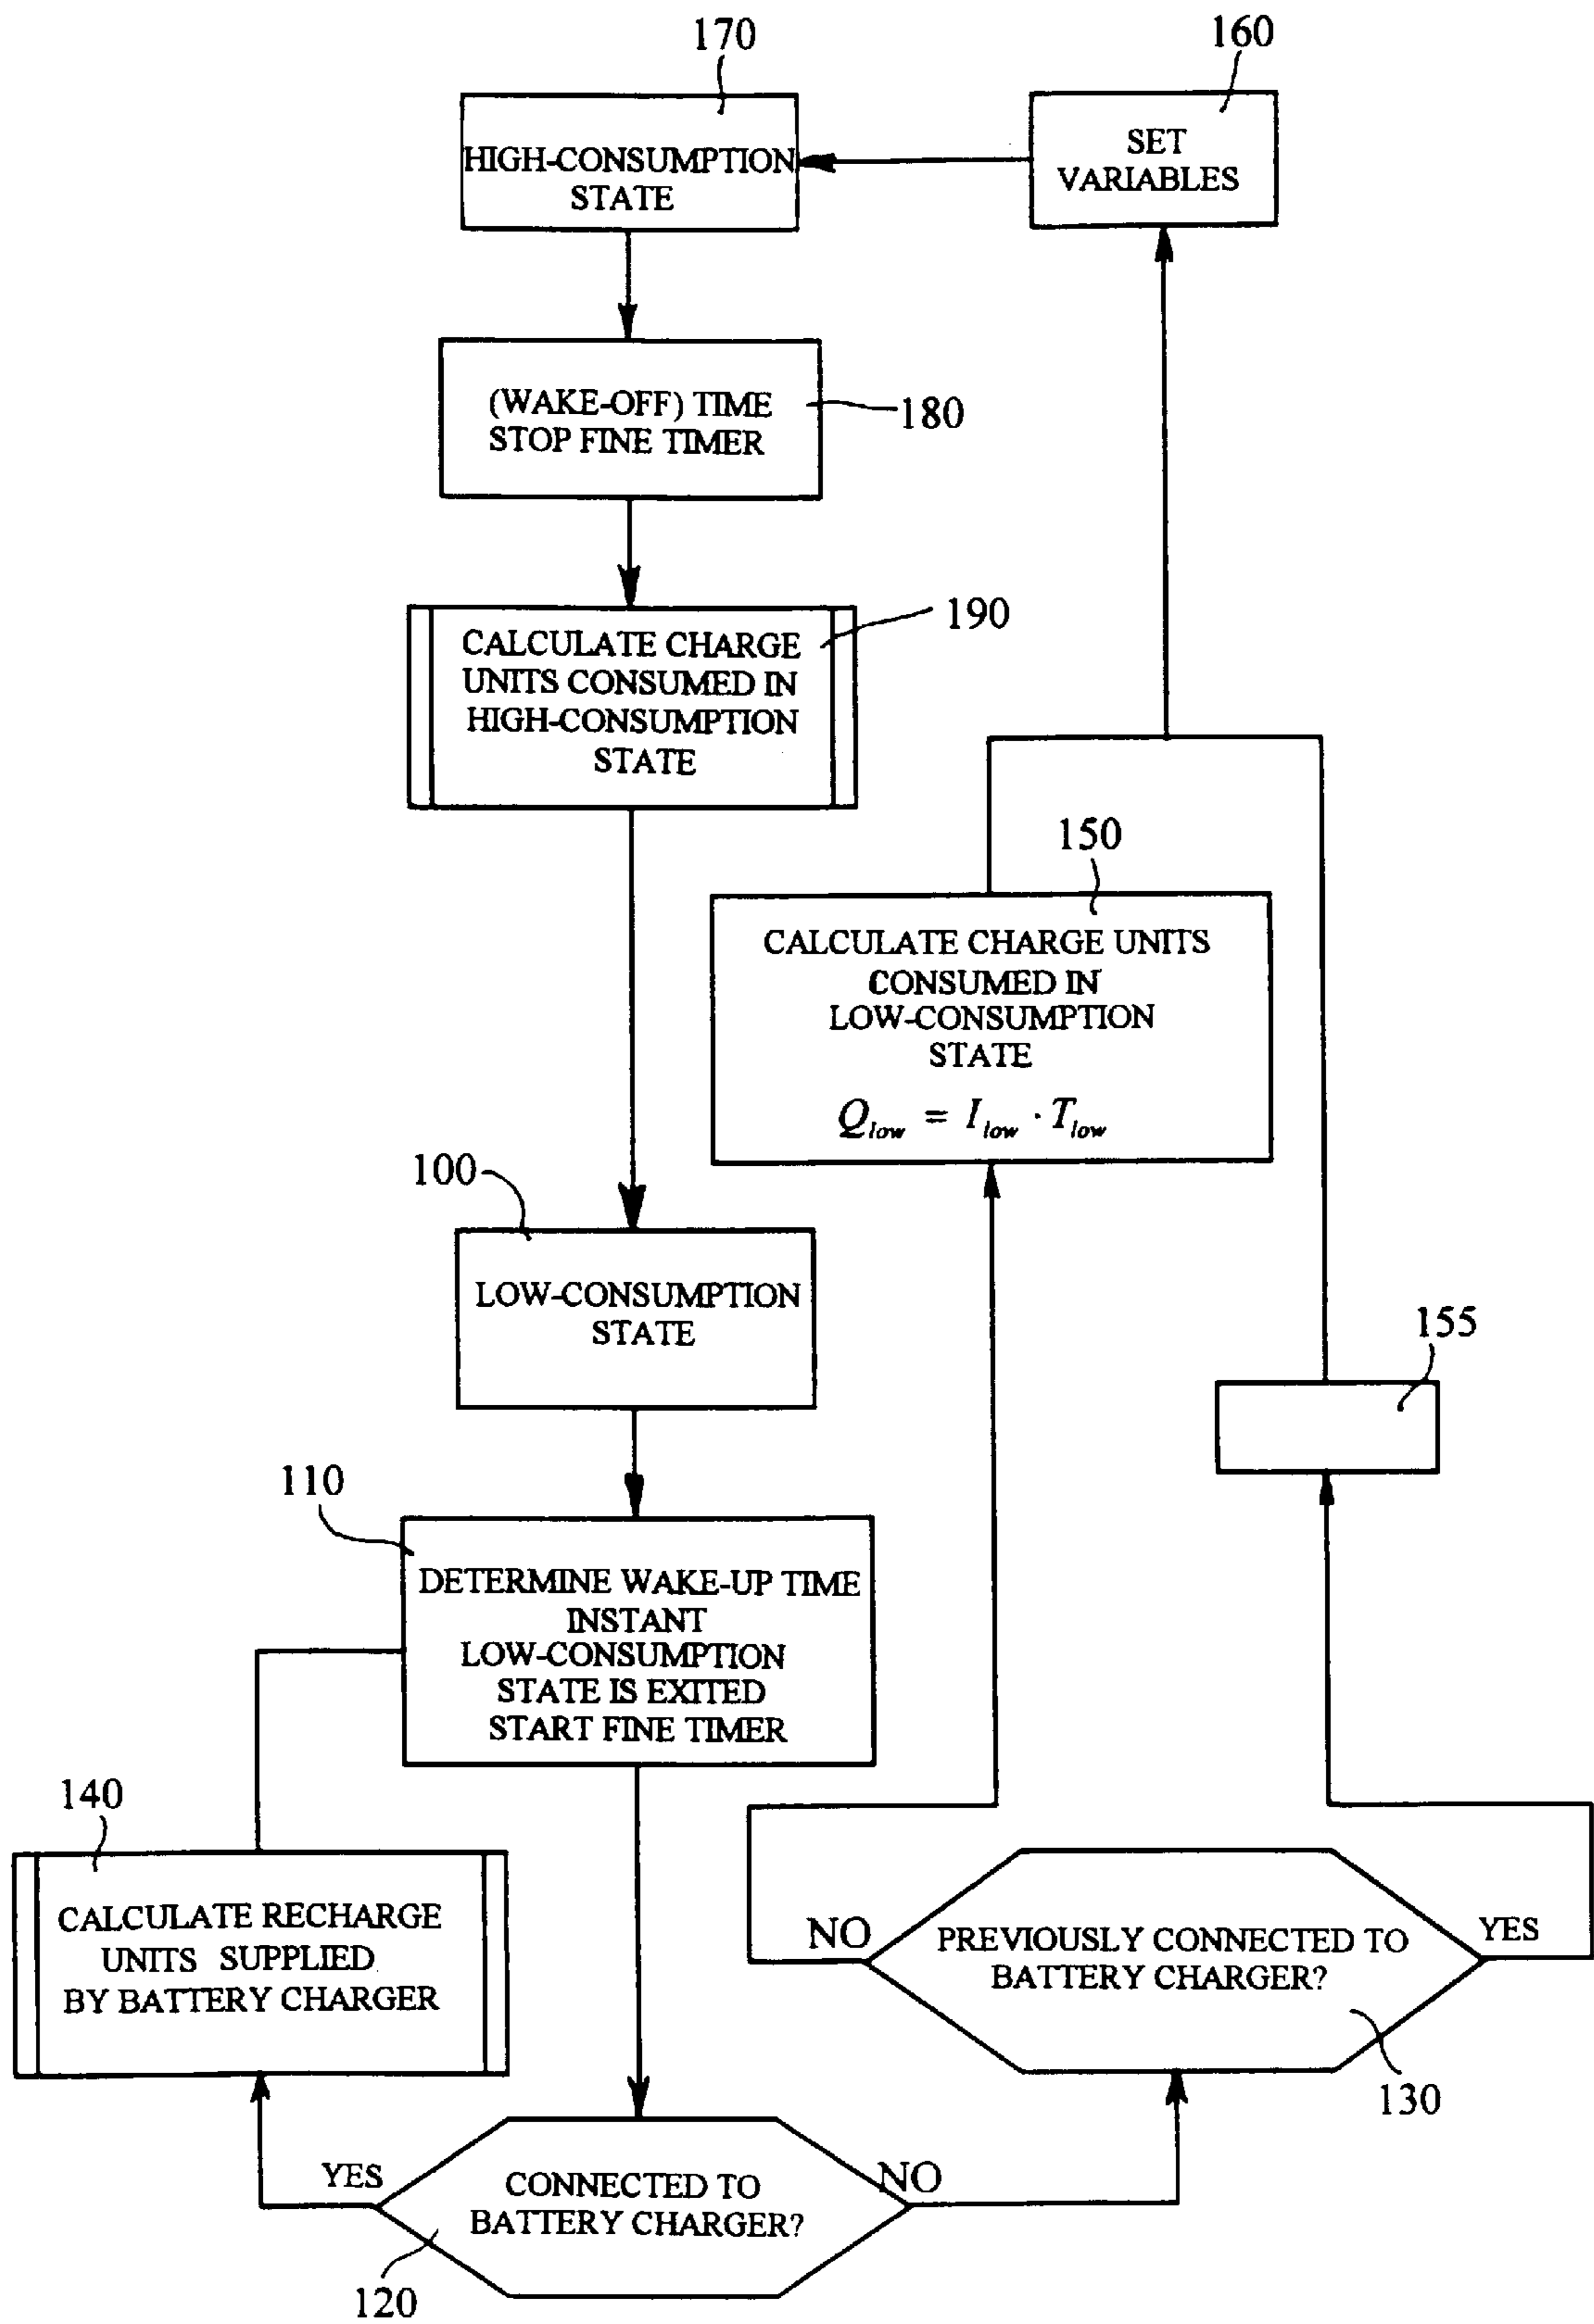 170
160
HIGH-CONSUMPTION
STATE
SET
VARIABLES
(WAKE-OFF) TIME
STOP FINE TIMER
180
190
CALCULATE CHARGE
UNITS CONSUMED IN
HIGH-CONSUMPTION
STATE
150
CALCULATE CHARGE UNITS
CONSUMED IN
LOW-CONSUMPTION
STATE
Q_low = I_low · T_low
100
LOW-CONSUMPTION
STATE
155
110
DETERMINE WAKE-UP TIME
INSTANT
LOW-CONSUMPTION
STATE IS EXITED
START FINE TIMER
140
CALCULATE RECHARGE
UNITS SUPPLIED
BY BATTERY CHARGER
NO
PREVIOUSLY CONNECTED TO
BATTERY CHARGER?
YES
130
YES
CONNECTED TO
BATTERY CHARGER?
NO
120